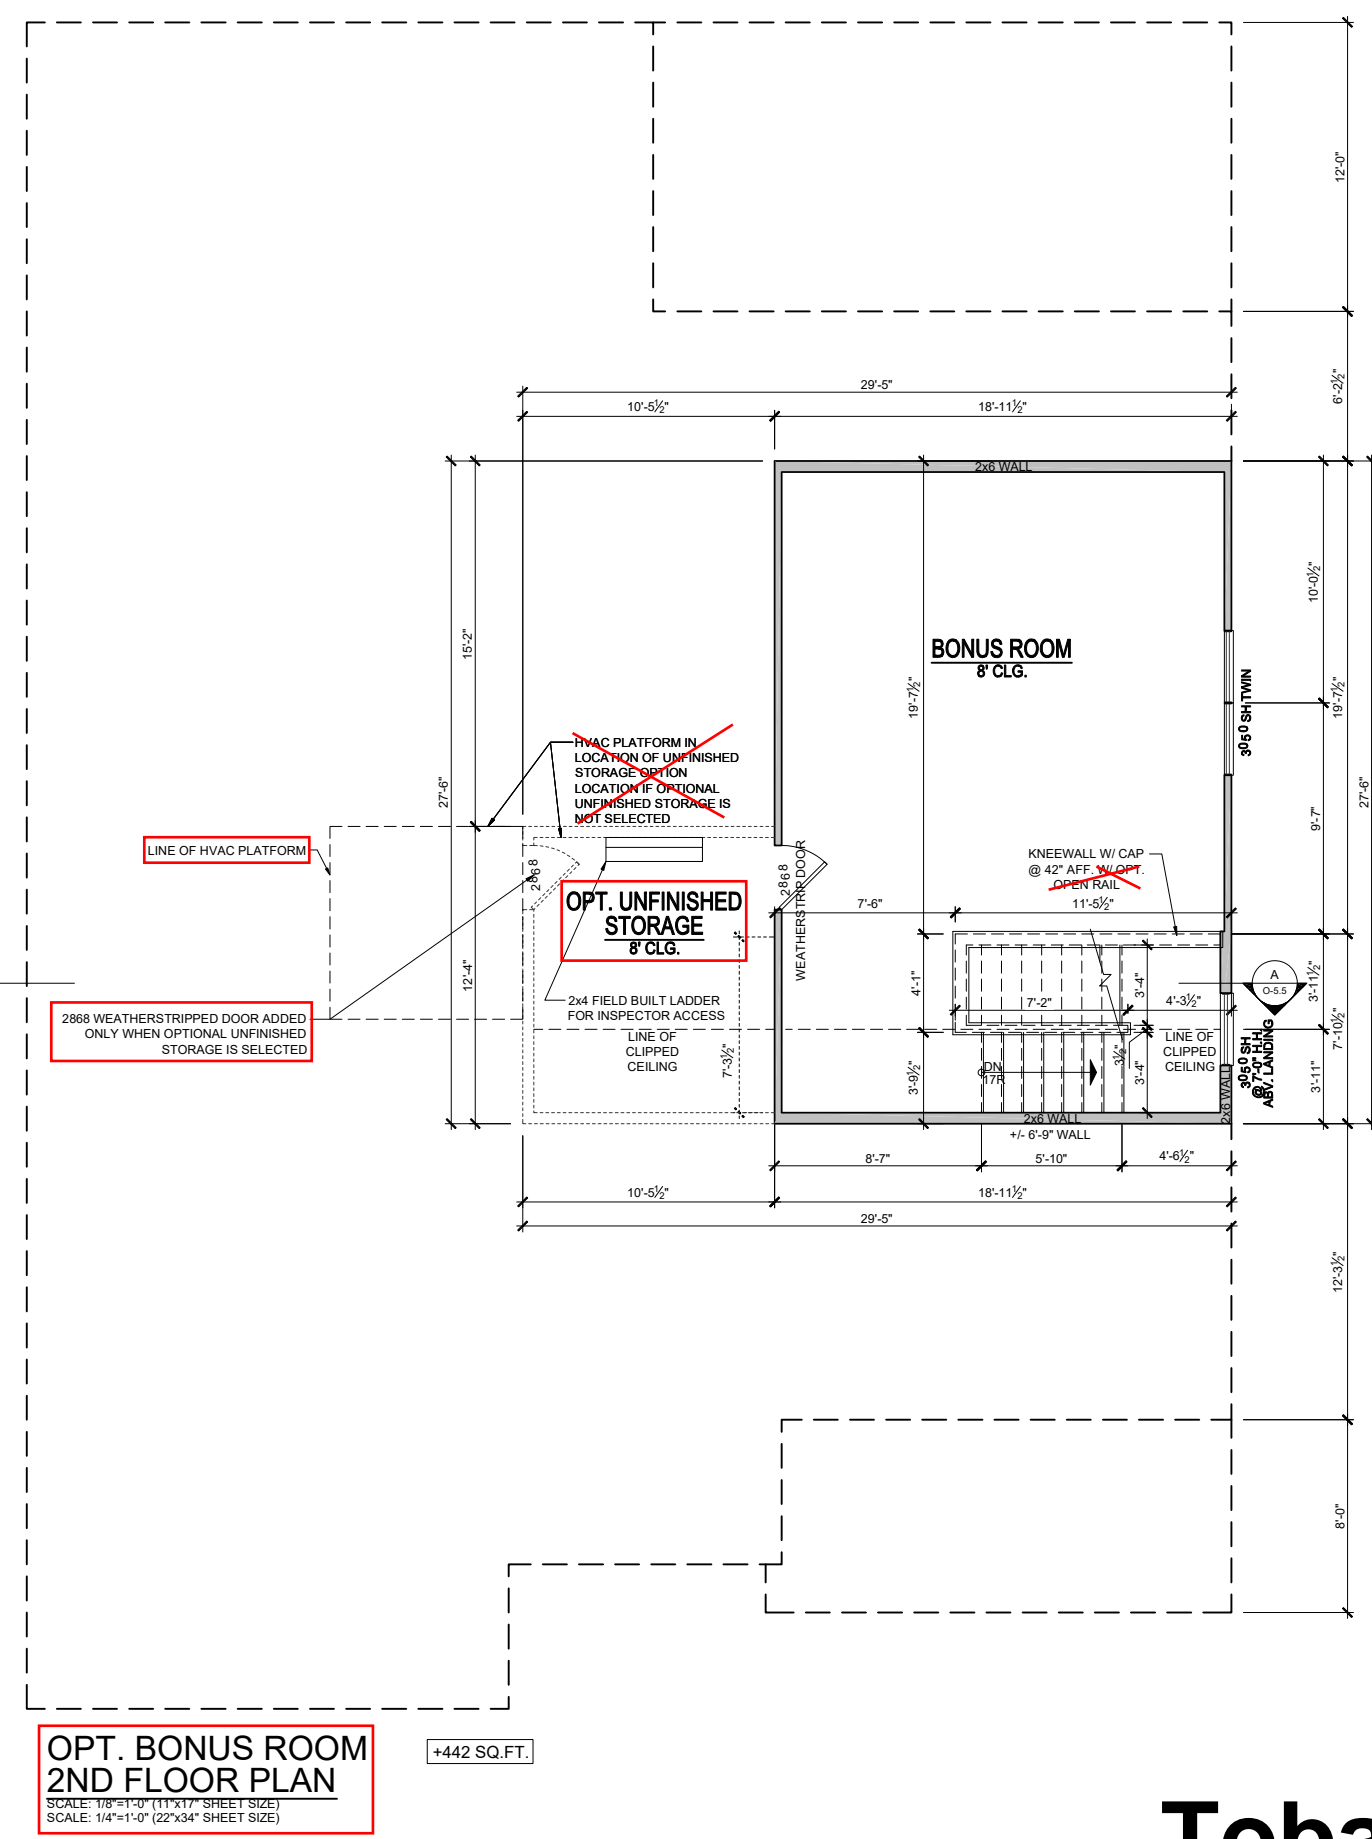 12'-0"
6'-2½"
29'-5"
10'-5½"
18'-11½"
2x6 WALL
10'-0½"
15'-2"
BONUS ROOM
8' CLG.
19'-7½"
3050 SH TWIN
19'-7½"
HVAC PLATFORM IN
LOCATION OF UNFINISHED
STORAGE OPTION
LOCATION IF OPTIONAL
UNFINISHED STORAGE IS
NOT SELECTED
27'-6"
27'-6"
9'-7"
LINE OF HVAC PLATFORM
KNEEWALL W/ CAP
@ 42" AFF. W/ OPT.
OPEN RAIL
2868
2868
WEATHERSTRIP DOOR
OPT. UNFINISHED
STORAGE
8' CLG.
7'-6"
11'-5½"
12'-4"
4'-1"
3'-4"
A
O-5.5
3'-11½"
2x4 FIELD BUILT LADDER
FOR INSPECTOR ACCESS
7'-2"
4'-3½"
2868 WEATHERSTRIPPED DOOR ADDED
ONLY WHEN OPTIONAL UNFINISHED
STORAGE IS SELECTED
LINE OF
CLIPPED
CEILING
7'-3½"
3'-9½"
DN
17R
3½"
3'-4"
LINE OF
CLIPPED
CEILING
3050 SH
@ 7'-0" H.H.
ABV. LANDING
3'-11"
7'-10½"
2x6 WALL
2x6 WALL
+/- 6'-9" WALL
8'-7"
5'-10"
4'-6½"
10'-5½"
18'-11½"
29'-5"
12'-3½"
8'-0"
OPT. BONUS ROOM
2ND FLOOR PLAN
SCALE: 1/8"=1'-0" (11"x17" SHEET SIZE)
SCALE: 1/4"=1'-0" (22"x34" SHEET SIZE)
+442 SQ.FT.